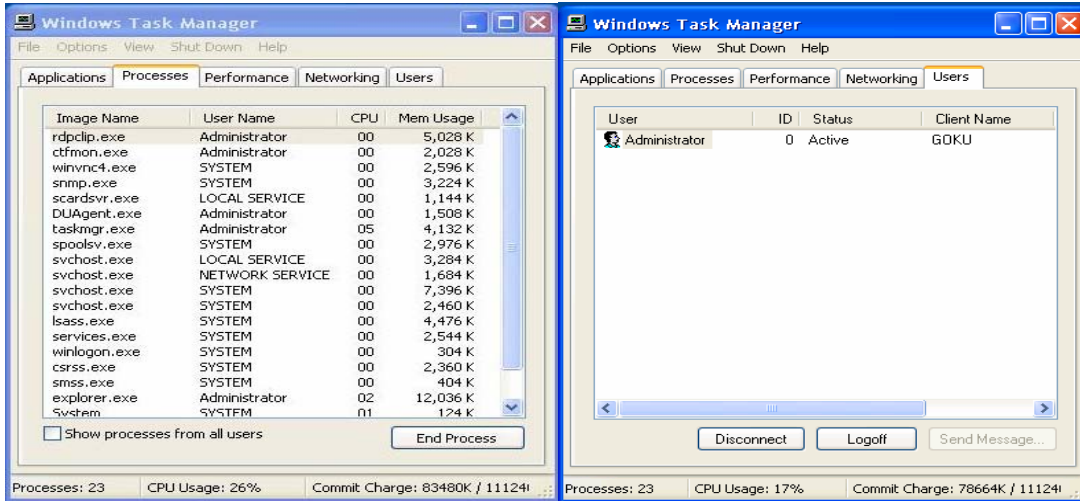 Windows Task Manager
File Options View Shut Down Help
Applications Processes Performance Networking Users
Image Name User Name CPU Mem Usage
rdpclip.exe Administrator 00 5,028 K
ctfmon.exe Administrator 00 2,028 K
winvnc4.exe SYSTEM 00 2,596 K
snmp.exe SYSTEM 00 3,224 K
scardsvr.exe LOCAL SERVICE 00 1,144 K
DUAgent.exe Administrator 00 1,508 K
taskmgr.exe Administrator 05 4,132 K
spoolsv.exe SYSTEM 00 2,976 K
svchost.exe LOCAL SERVICE 00 3,284 K
svchost.exe NETWORK SERVICE 00 1,684 K
svchost.exe SYSTEM 00 7,396 K
svchost.exe SYSTEM 00 2,460 K
lsass.exe SYSTEM 00 4,476 K
services.exe SYSTEM 00 2,544 K
winlogon.exe SYSTEM 00 304 K
csrss.exe SYSTEM 00 2,360 K
smss.exe SYSTEM 00 404 K
explorer.exe Administrator 02 12,036 K
System SYSTEM 01 124 K
Show processes from all users End Process
Processes: 23 CPU Usage: 26% Commit Charge: 83480K / 11124
Windows Task Manager
File Options View Shut Down Help
Applications Processes Performance Networking Users
User ID Status Client Name
Administrator 0 Active GOKU
Disconnect Logoff Send Message...
Processes: 23 CPU Usage: 17% Commit Charge: 78664K / 11124